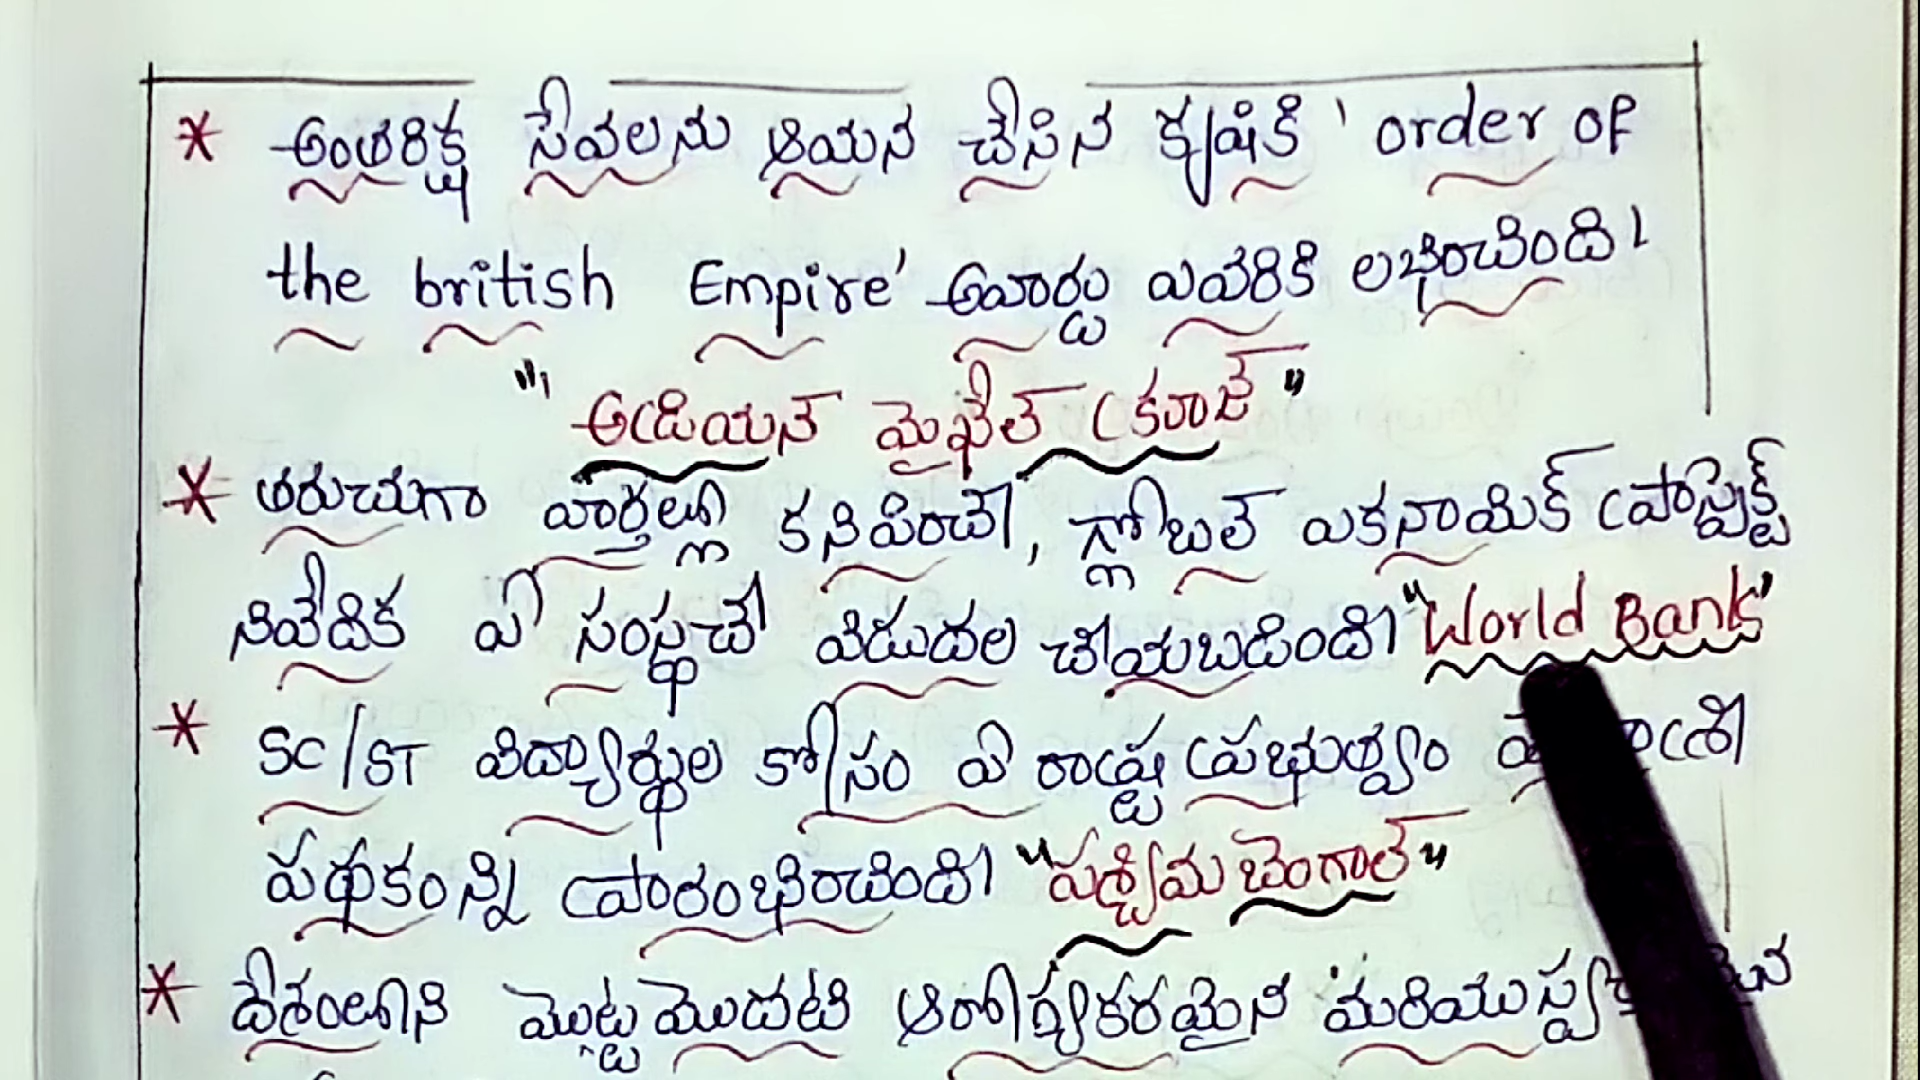 * అంతరిక్ష సేవలను ఆయన చేసిన కృషికి 'order of
the british Empire' అవార్డు ఎవరికి లభించింది?
"అడ్రియన్ మైఖేల్ క్రూజ్"
* తరుచుగా వార్తల్లో కనిపించే, గ్లోబల్ ఎకనామిక్ ప్రాస్పెక్ట్
నివేదిక ఏ సంస్థచే విడుదల చేయబడింది? "World Bank"
* SC/ST విద్యార్థుల కోసం ఏ రాష్ట్ర ప్రభుత్వం
పథకంన్ని ప్రారంభించింది? "పశ్చిమ బెంగాల్"
* దేశంలోని మొట్టమొదటి ఆరోగ్యకరమైన మరియు